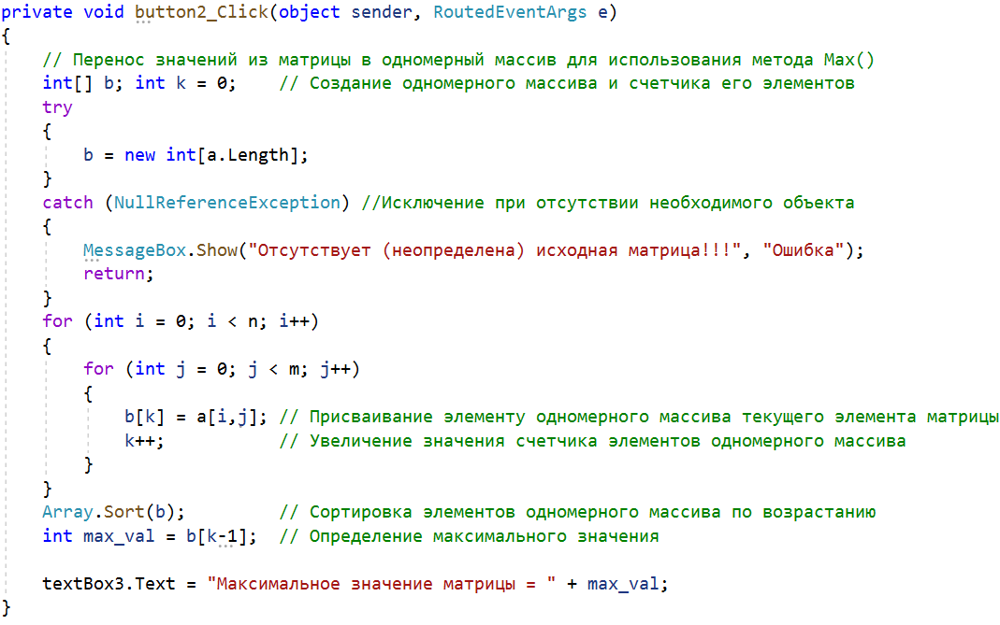 private void button2_Click(object sender, RoutedEventArgs e)
{
    // Перенос значений из матрицы в одномерный массив для использования метода Max()
    int[] b; int k = 0;    // Создание одномерного массива и счетчика его элементов
    try
    {
        b = new int[a.Length];
    }
    catch (NullReferenceException) //Исключение при отсутствии необходимого объекта
    {
        MessageBox.Show("Отсутствует (неопределена) исходная матрица!!!", "Ошибка");
        return;
    }
    for (int i = 0; i < n; i++)
    {
        for (int j = 0; j < m; j++)
        {
            b[k] = a[i,j]; // Присваивание элементу одномерного массива текущего элемента матрицы
            k++;           // Увеличение значения счетчика элементов одномерного массива
        }
    }
    Array.Sort(b);         // Сортировка элементов одномерного массива по возрастанию
    int max_val = b[k-1];  // Определение максимального значения

    textBox3.Text = "Максимальное значение матрицы = " + max_val;
}